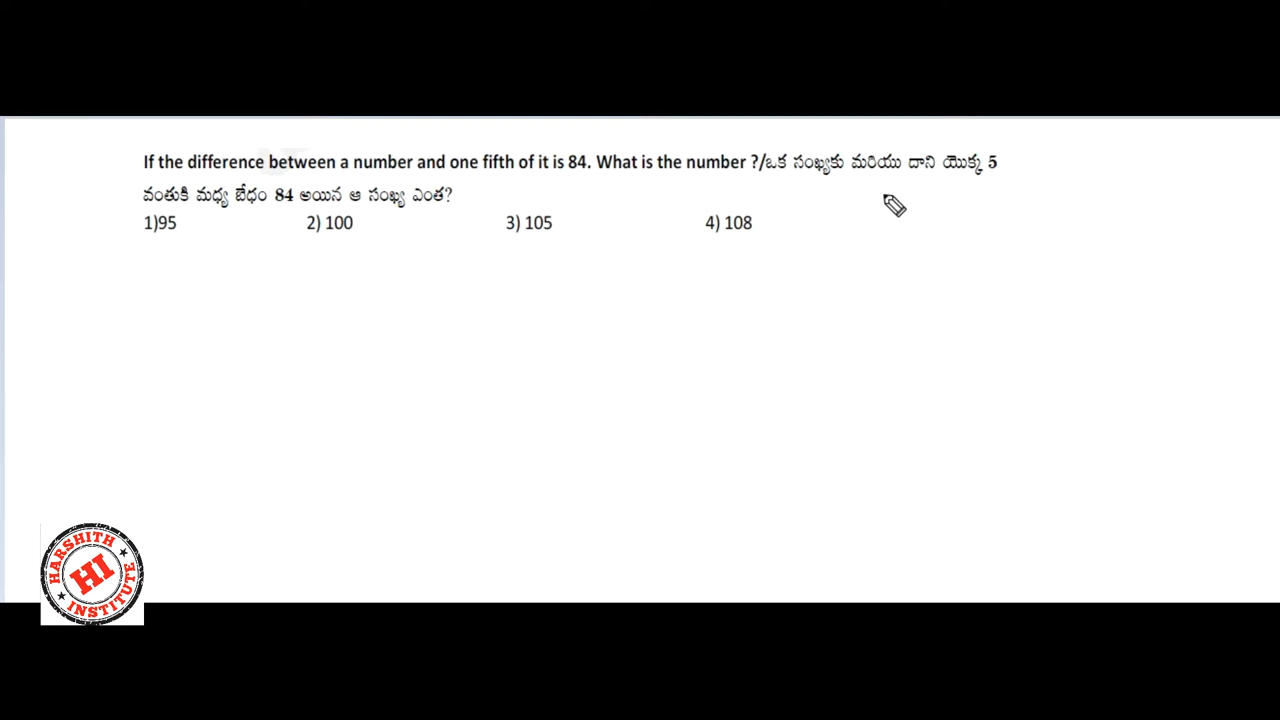 If the difference between a number and one fifth of it is 84. What is the number ?/ఒక సంఖ్యకు మరియు దాని యొక్క 5
వంతుకి మధ్య బేధం 84 అయిన ఆ సంఖ్య ఎంత?
1)95 2) 100 3) 105 4) 108
HARSHITH
HI
INSTITUTE